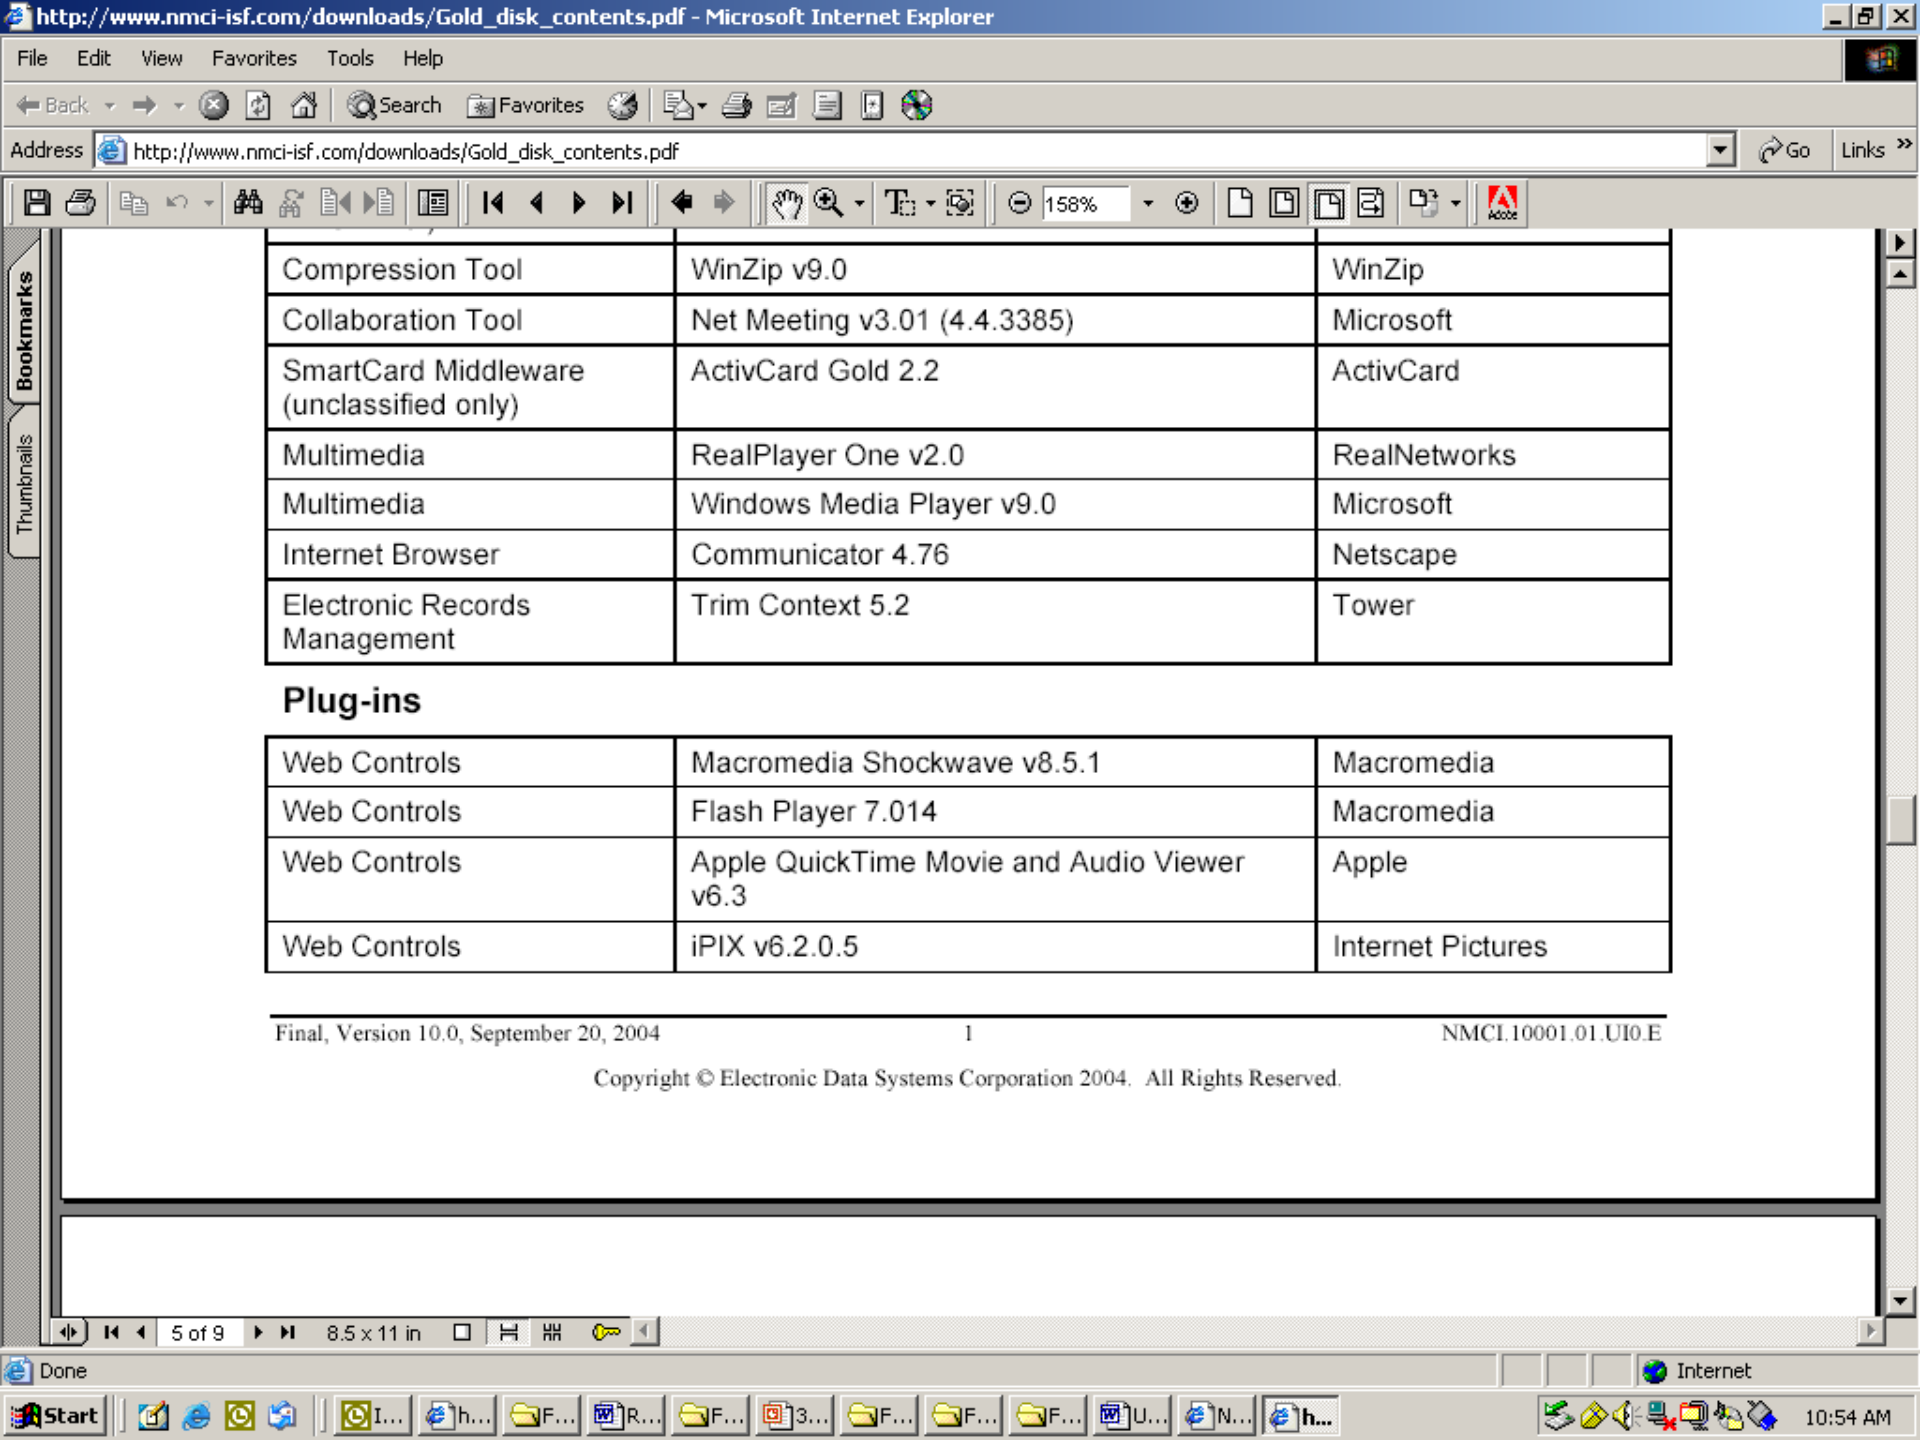 http://www.nmci-isf.com/downloads/Gold_disk_contents.pdf - Microsoft Internet Explorer
File Edit View Favorites Tools Help
Back Search Favorites
Address http://www.nmci-isf.com/downloads/Gold_disk_contents.pdf Go Links »
158% Adobe
Bookmarks
Thumbnails
Compression Tool WinZip v9.0 WinZip
Collaboration Tool Net Meeting v3.01 (4.4.3385) Microsoft
SmartCard Middleware ActivCard Gold 2.2 ActivCard
(unclassified only)
Multimedia RealPlayer One v2.0 RealNetworks
Multimedia Windows Media Player v9.0 Microsoft
Internet Browser Communicator 4.76 Netscape
Electronic Records Trim Context 5.2 Tower
Management
Plug-ins
Web Controls Macromedia Shockwave v8.5.1 Macromedia
Web Controls Flash Player 7.014 Macromedia
Web Controls Apple QuickTime Movie and Audio Viewer Apple
v6.3
Web Controls iPIX v6.2.0.5 Internet Pictures
Final, Version 10.0, September 20, 2004 1 NMCI.10001.01.UI0.E
Copyright © Electronic Data Systems Corporation 2004. All Rights Reserved.
5 of 9 8.5 x 11 in
Done Internet
Start I... h... F... R... F... 3... F... F... F... U... N... h... 10:54 AM